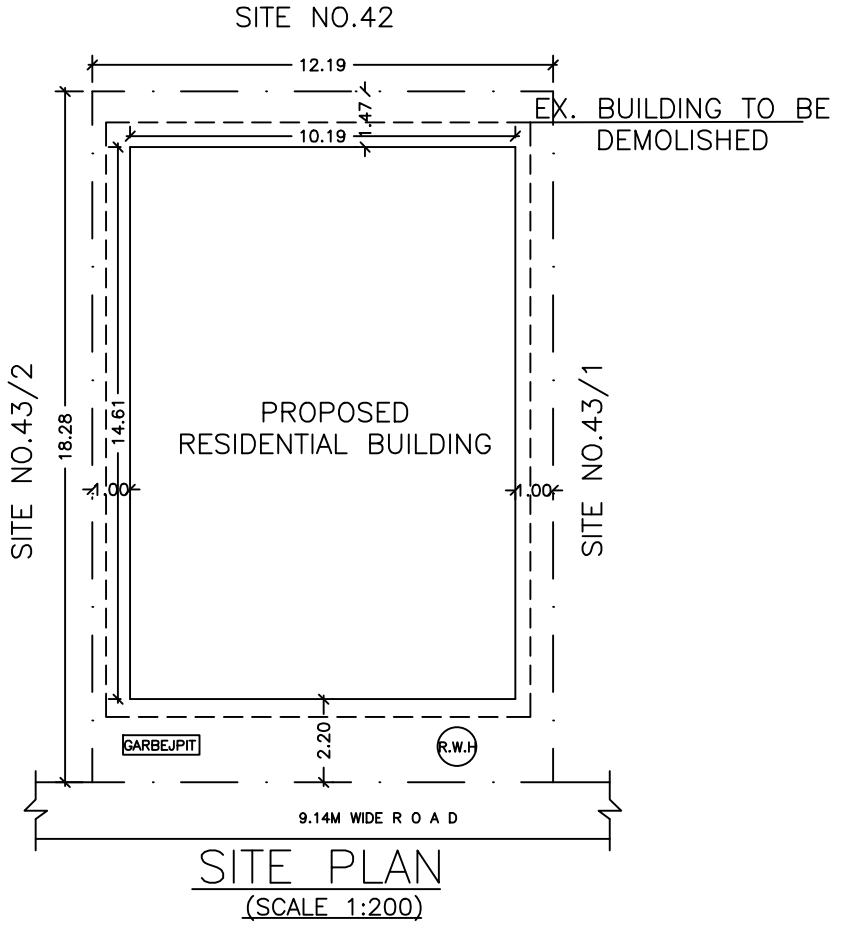 SITE NO.42
12.19
1.47
EX. BUILDING TO BE
DEMOLISHED
10.19
SITE NO.43/2
18.28
14.61
PROPOSED
RESIDENTIAL BUILDING
SITE NO.43/1
1.00
1.00
2.20
GARBEJPIT
R.W.H
9.14M WIDE R O A D
SITE PLAN
(SCALE 1:200)